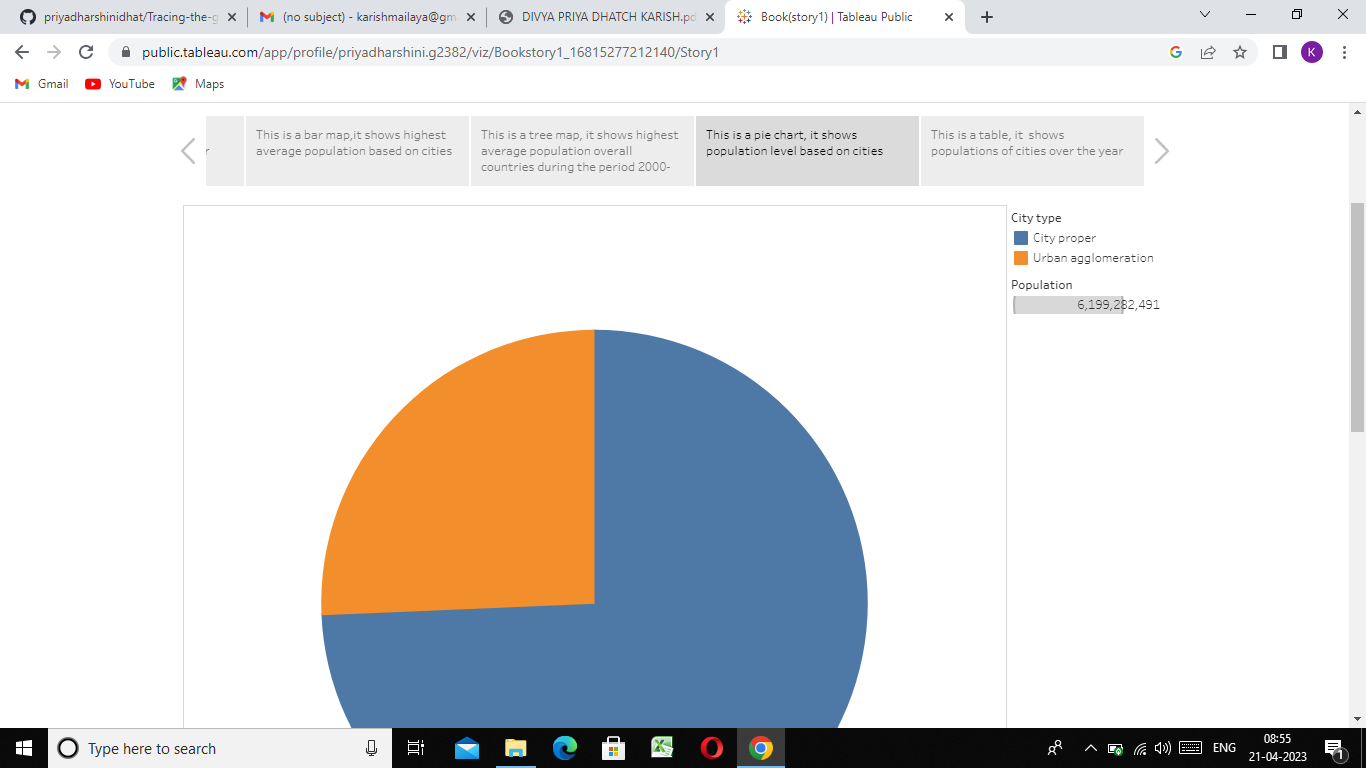 priyadharshinidhat/Tracing-the-g
(no subject) - karishmailaya@gm
DIVYA PRIYA DHATCH KARISH.pd
Book(story1) | Tableau Public
public.tableau.com/app/profile/priyadharshini.g2382/viz/Bookstory1_16815277212140/Story1
K
Gmail
YouTube
Maps
r
This is a bar map,it shows highest
average population based on cities
This is a tree map, it shows highest
average population overall
countries during the period 2000-
This is a pie chart, it shows
population level based on cities
This is a table, it shows
populations of cities over the year
City type
City proper
Urban agglomeration
Population
6,199,282,491
Type here to search
ENG
08:55
21-04-2023
1